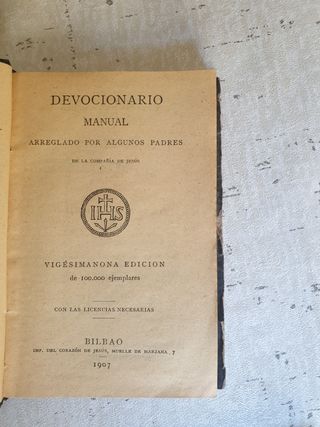 DEVOCIONARIO
MANUAL
ARREGLADO POR ALGUNOS PADRES
DE LA COMPAÑIA DE JESÚS
IHS
VIGÉSIMANONA EDICION
de 100.000 ejemplares
CON LAS LICENCIAS NECESARIAS
BILBAO
IMP. DEL CORAZÓN DE JESÚS, MUELLE DE MARZANA, 7
1907